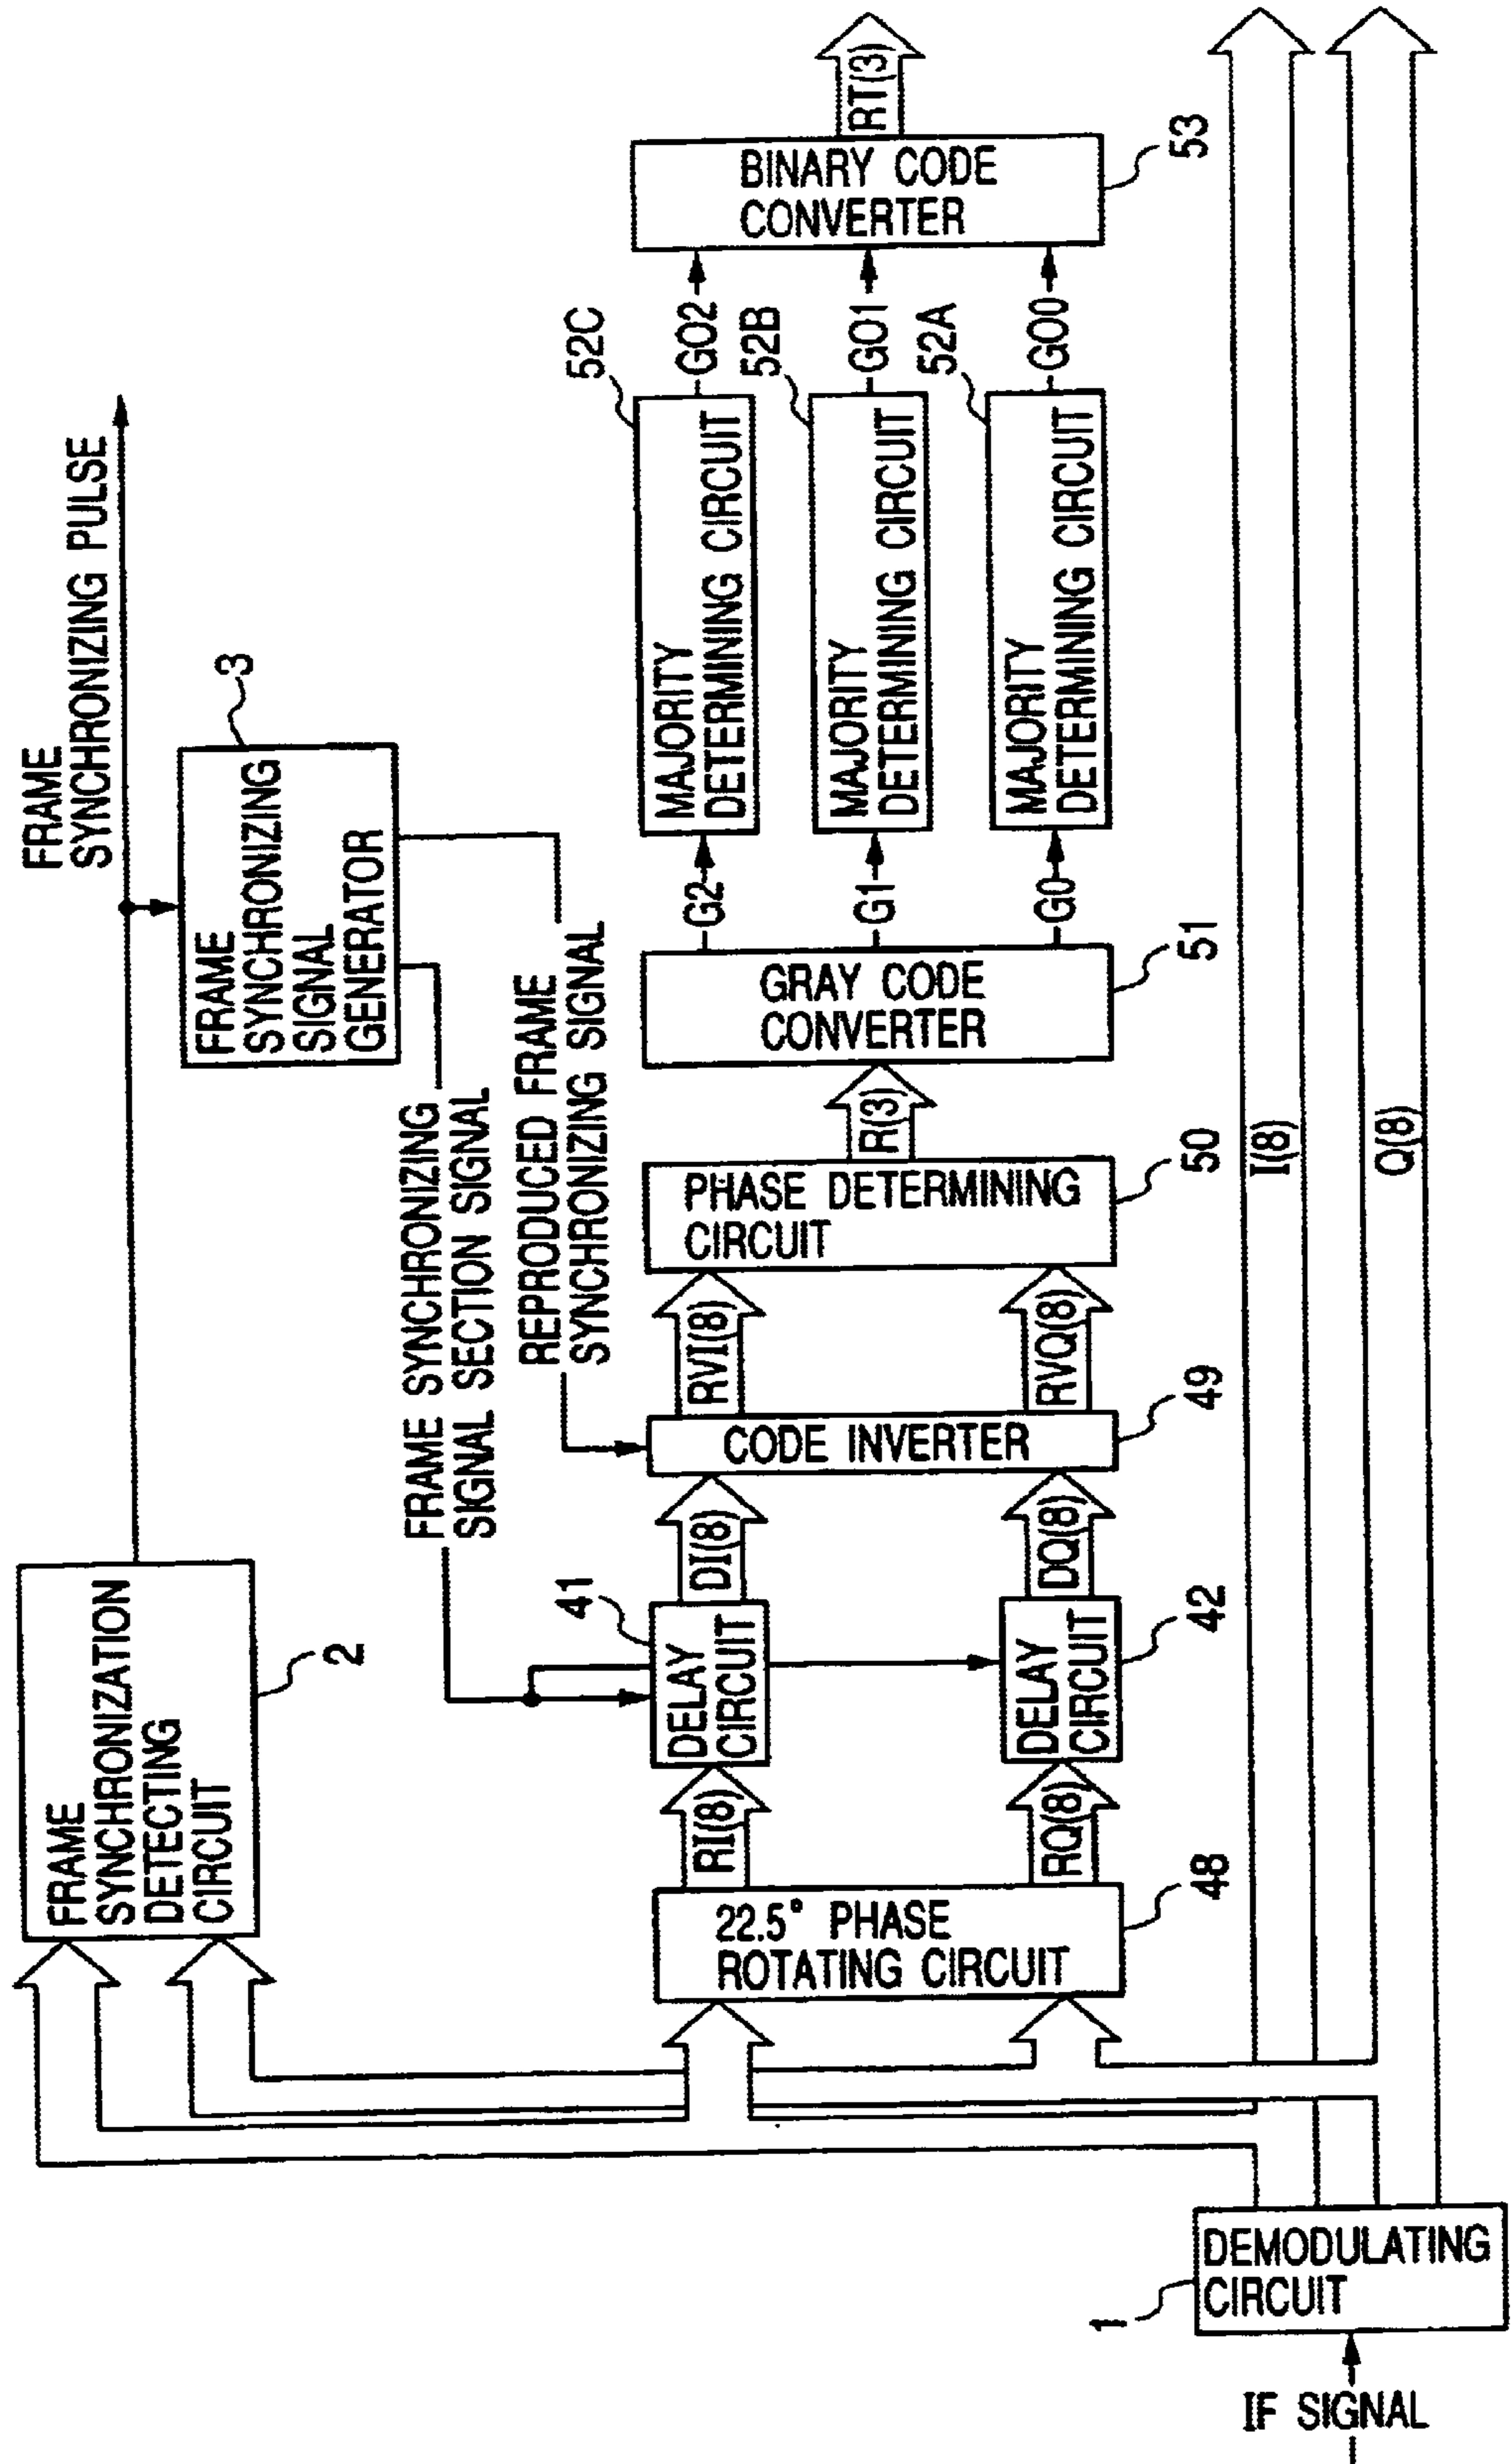 FRAME
SYNCHRONIZING PULSE
FRAME
SYNCHRONIZATION
DETECTING
CIRCUIT
2
FRAME
SYNCHRONIZING
SIGNAL
GENERATOR
3
FRAME SYNCHRONIZING
SIGNAL SECTION SIGNAL
REPRODUCED FRAME
SYNCHRONIZING SIGNAL
22.5° PHASE
ROTATING CIRCUIT
48
RI(8)
RQ(8)
DELAY
CIRCUIT
41
DELAY
CIRCUIT
42
DI(8)
DQ(8)
CODE INVERTER
49
RVI(8)
RVQ(8)
PHASE DETERMINING
CIRCUIT
50
R(3)
GRAY CODE
CONVERTER
51
G2
G1
G0
MAJORITY
DETERMINING CIRCUIT
52C
MAJORITY
DETERMINING CIRCUIT
52B
MAJORITY
DETERMINING CIRCUIT
52A
GO2
GO1
GO0
BINARY CODE
CONVERTER
53
RT(3)
I(8)
Q(8)
DEMODULATING
CIRCUIT
1
IF SIGNAL